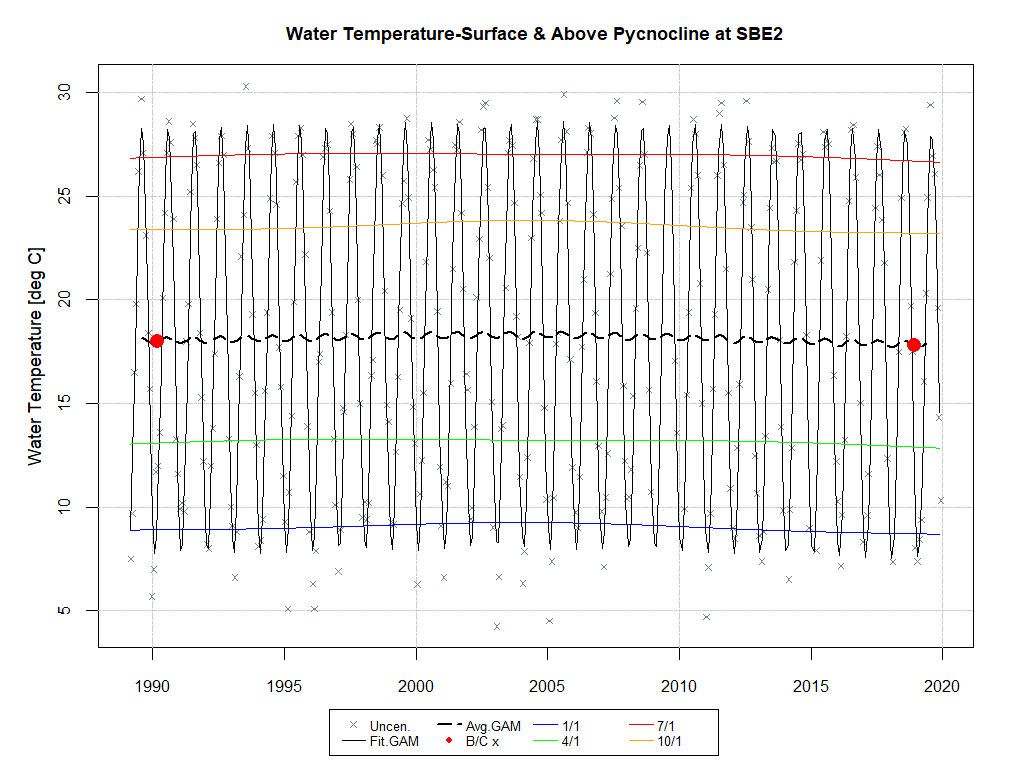 Water Temperature-Surface & Above Pycnocline at SBE2
Water Temperature [deg C]
30
25
20
15
10
5
1990 1995 2000 2005 2010 2015 2020
Uncen. Avg.GAM 1/1 7/1
Fit.GAM B/C x 4/1 10/1